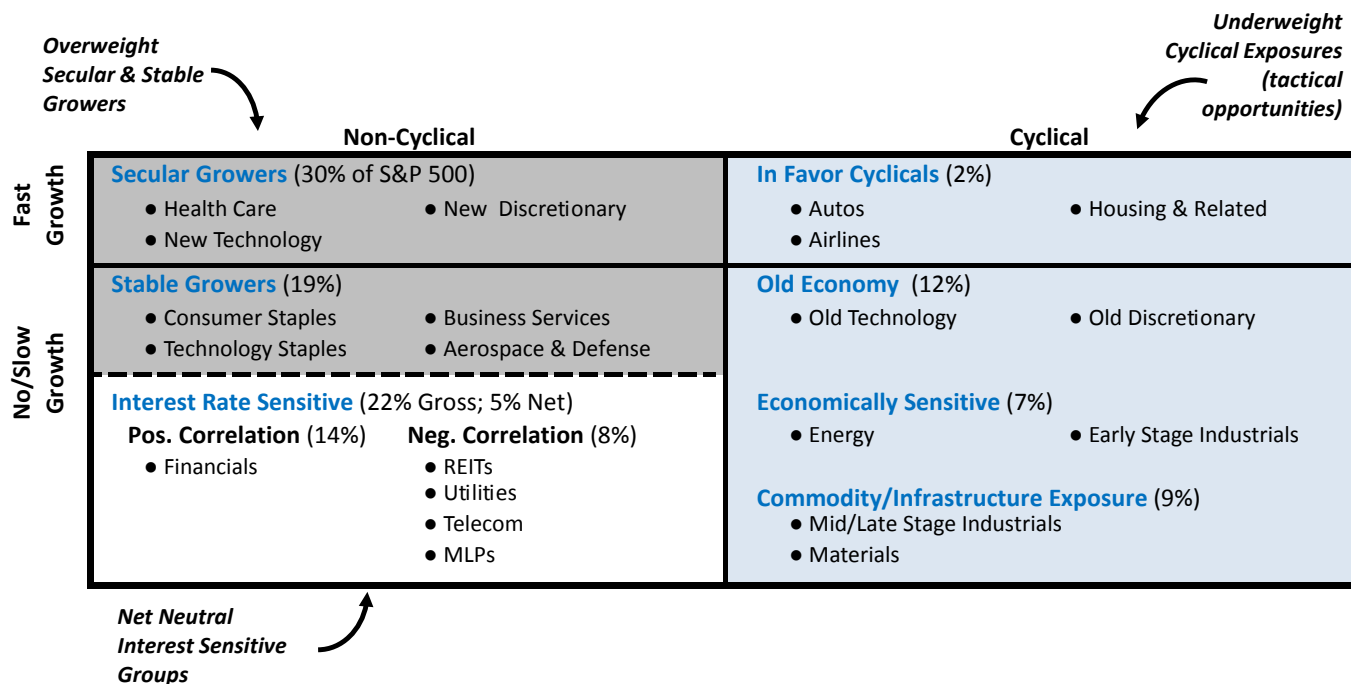 Overweight
Secular & Stable
Growers
Underweight
Cyclical Exposures
(tactical
opportunities)
Non-Cyclical
Cyclical
Fast
Growth
Secular Growers (30% of S&P 500)
● Health Care
● New Discretionary
● New Technology
In Favor Cyclicals (2%)
● Autos
● Housing & Related
● Airlines
No/Slow
Growth
Stable Growers (19%)
● Consumer Staples
● Business Services
● Technology Staples
● Aerospace & Defense
Old Economy (12%)
● Old Technology
● Old Discretionary
Interest Rate Sensitive (22% Gross; 5% Net)
Pos. Correlation (14%)
Neg. Correlation (8%)
● Financials
● REITs
● Utilities
● Telecom
● MLPs
Economically Sensitive (7%)
● Energy
● Early Stage Industrials
Commodity/Infrastructure Exposure (9%)
● Mid/Late Stage Industrials
● Materials
Net Neutral
Interest Sensitive
Groups